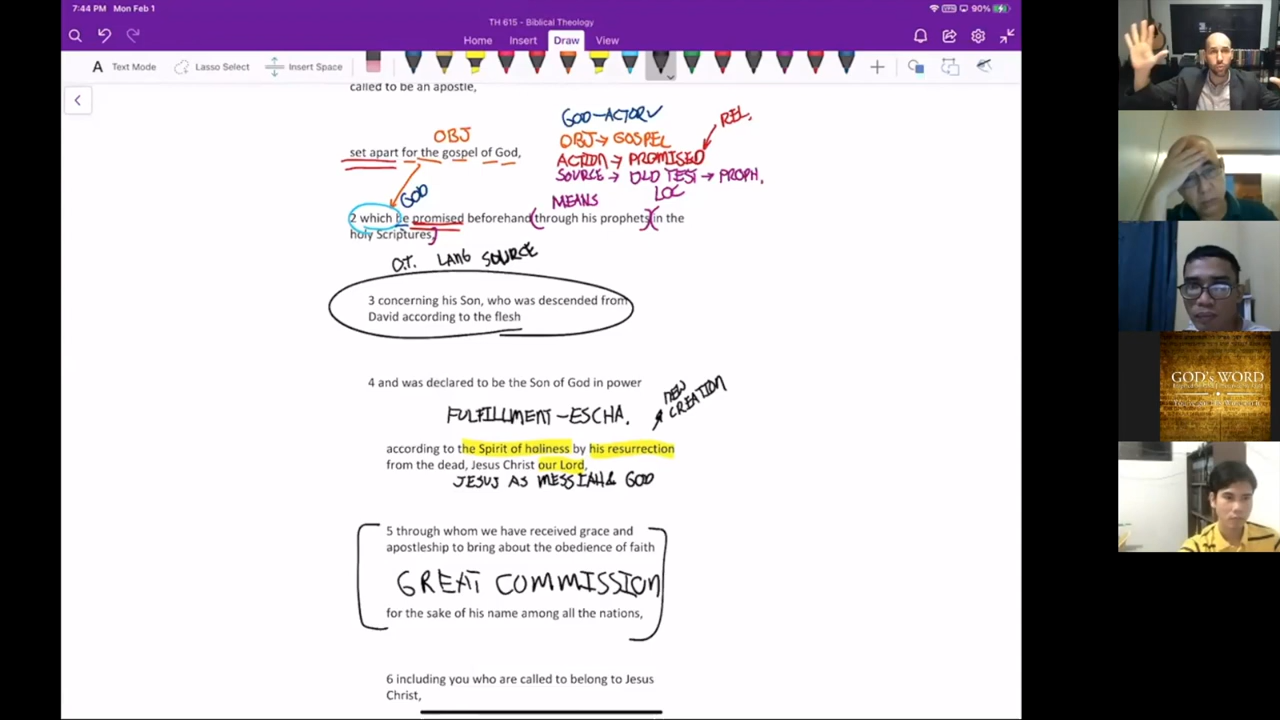 7:44 PM Mon Feb 1
90%
TH 615 - Biblical Theology
Home Insert Draw View
Text Mode Lasso Select Insert Space
called to be an apostle,
GOD-ACTOR
OBJ OBJ → GOSPEL REL.
set apart for the gospel of God, ACTION → PROMISED
SOURCE → OLD TEST → PROPH.
GOD MEANS LOC
2 which he promised beforehand (through his prophets) (in the
holy Scriptures,)
O.T. LANG SOURCE
3 concerning his Son, who was descended from
David according to the flesh
4 and was declared to be the Son of God in power
NEW
CREATION
FULFILLMENT-ESCHA.
according to the Spirit of holiness by his resurrection
from the dead, Jesus Christ our Lord,
JESUS AS MESSIAH & GOD
5 through whom we have received grace and
apostleship to bring about the obedience of faith
GREAT COMMISSION
for the sake of his name among all the nations,
6 including you who are called to belong to Jesus
Christ,
GOD's WORD